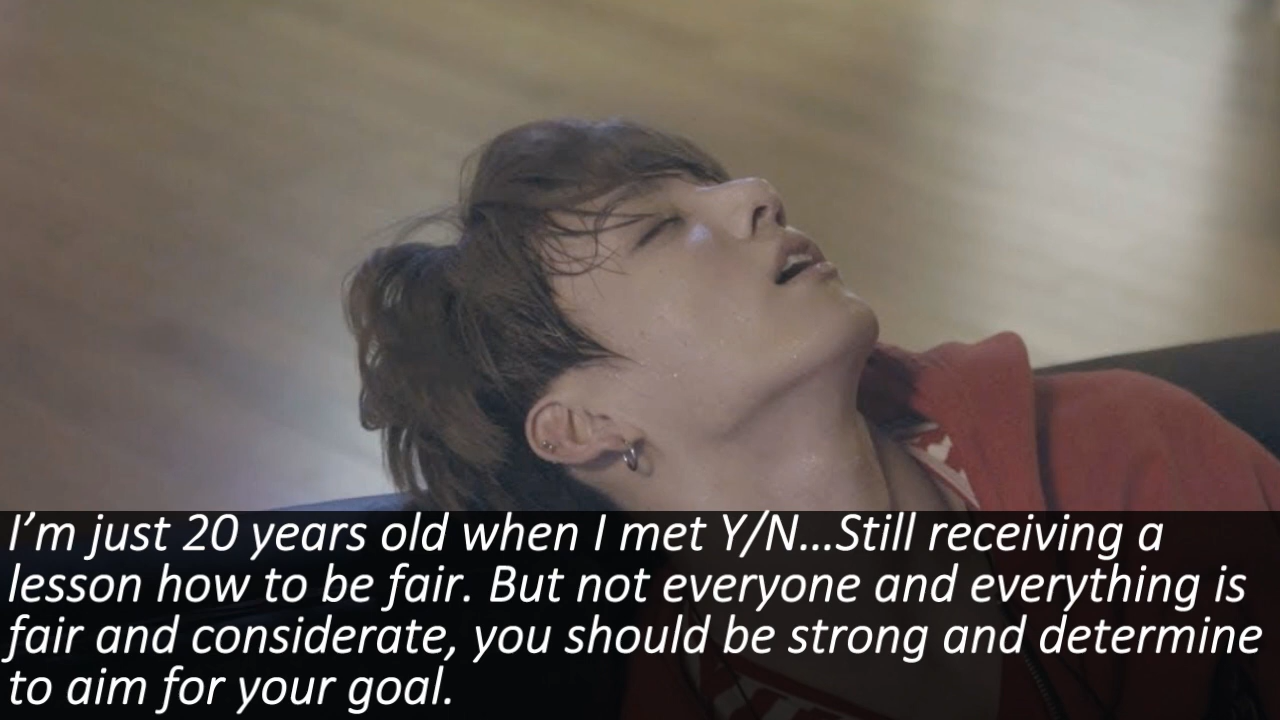 I’m just 20 years old when I met Y/N...Still receiving a
lesson how to be fair. But not everyone and everything is
fair and considerate, you should be strong and determine
to aim for your goal.